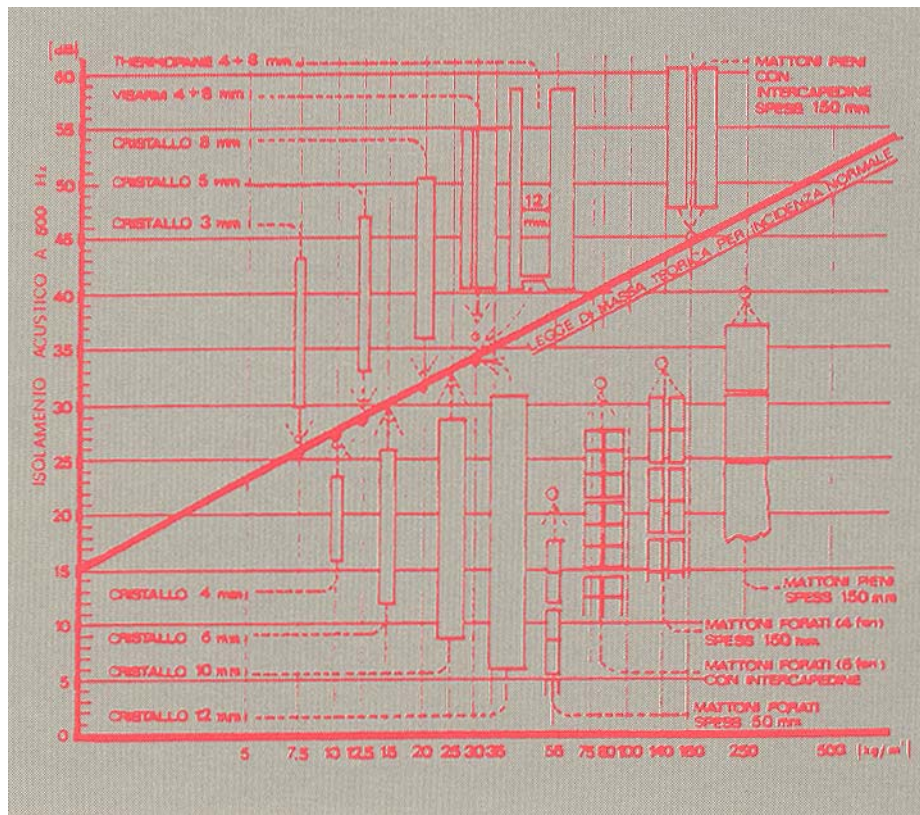 [dB]
60
55
50
45
40
35
30
25
20
15
10
5
0
ISOLAMENTO ACUSTICO A 500 Hz
THERMOPANE 4 + 8 mm
VISARM 4+8 mm
CRISTALLO 8 mm
CRISTALLO 5 mm
CRISTALLO 3 mm
MATTONI PIENI
CON
INTERCAPEDINE
SPESS 150 mm
12
mm
LEGGE DI MASSA TEORICA PER INCIDENZA NORMALE
CRISTALLO 4 mm
CRISTALLO 6 mm
CRISTALLO 10 mm
CRISTALLO 12 mm
MATTONI PIENI
SPESS 150 mm
MATTONI FORATI (4 fori)
SPESS 150 mm
MATTONI FORATI (6 fori)
CON INTERCAPEDINE
MATTONI FORATI
SPESS 50 mm
5 7.5 10 12.5 15 20 25 30 35 55 75 80 100 140 180 250 500 [kg/m²]